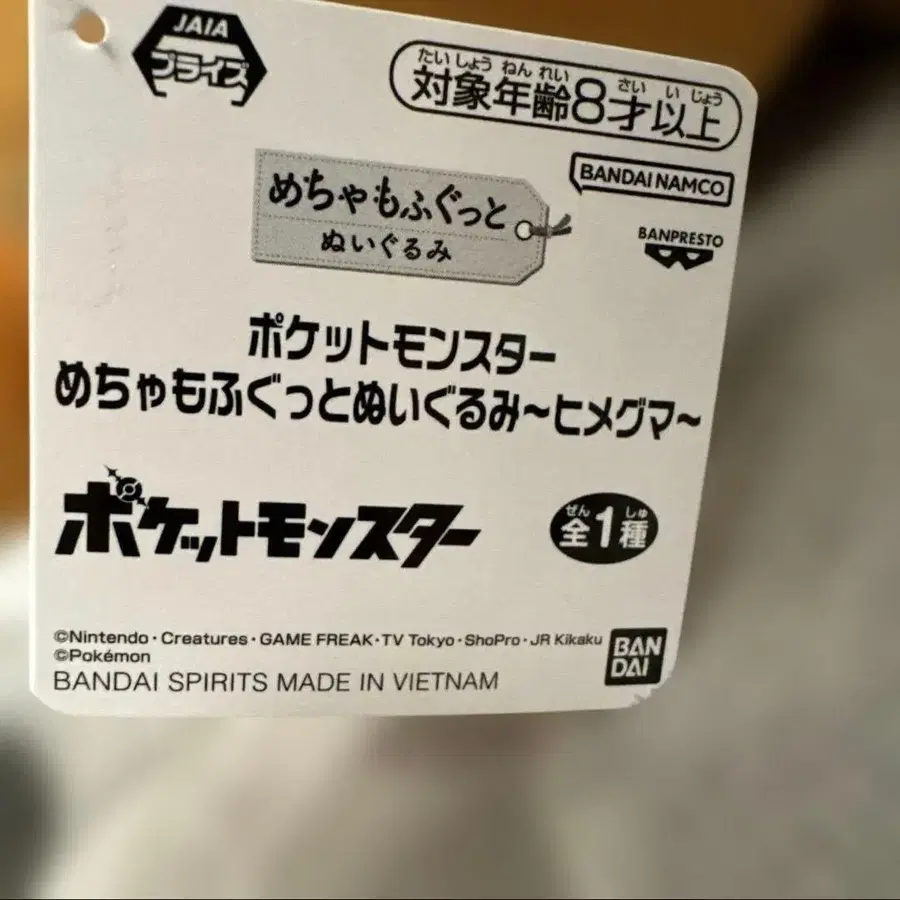 JAIA
プライズ
たいしょう ねん れい さい い じょう
対象年齢8才以上
めちゃもふぐっと
ぬいぐるみ
BANDAI NAMCO
BANPRESTO
ポケットモンスター
めちゃもふぐっとぬいぐるみ～ヒメグマ～
ポケットモンスター
ぜん しゅ
全1種
©Nintendo・Creatures・GAME FREAK・TV Tokyo・ShoPro・JR Kikaku
©Pokémon
BANDAI SPIRITS MADE IN VIETNAM
BAN
DAI